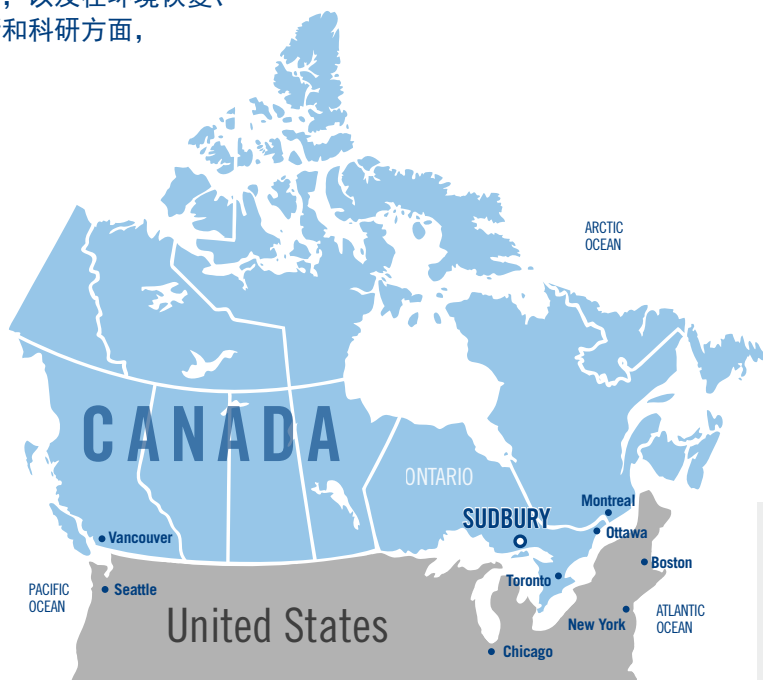 ，以及在环境恢复、
和科研方面，
ARCTIC
OCEAN
CANADA
ONTARIO
SUDBURY
Montreal
Ottawa
Vancouver
Boston
Toronto
Seattle
PACIFIC
OCEAN
New York
ATLANTIC
OCEAN
United States
Chicago